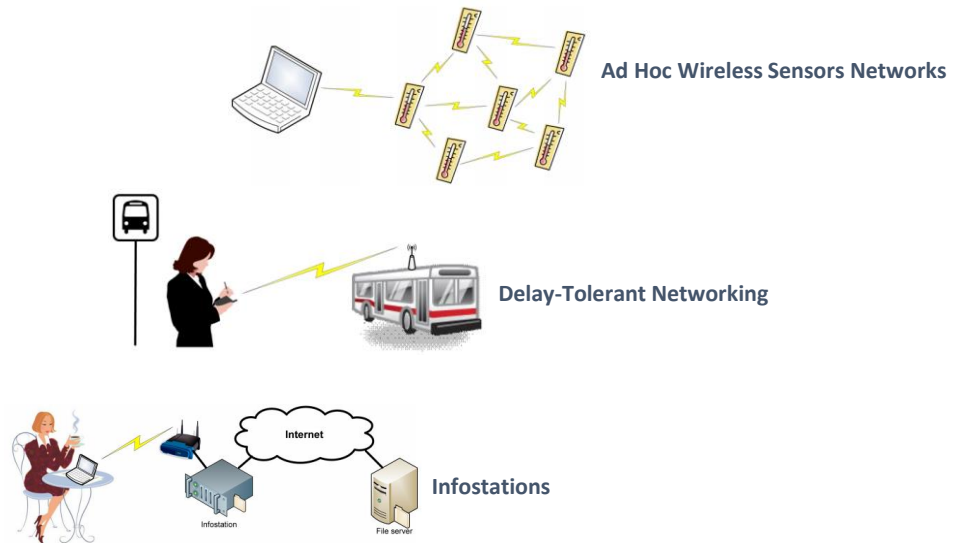 Ad Hoc Wireless Sensors Networks
Delay-Tolerant Networking
Internet
Infostations
Infostation
File server